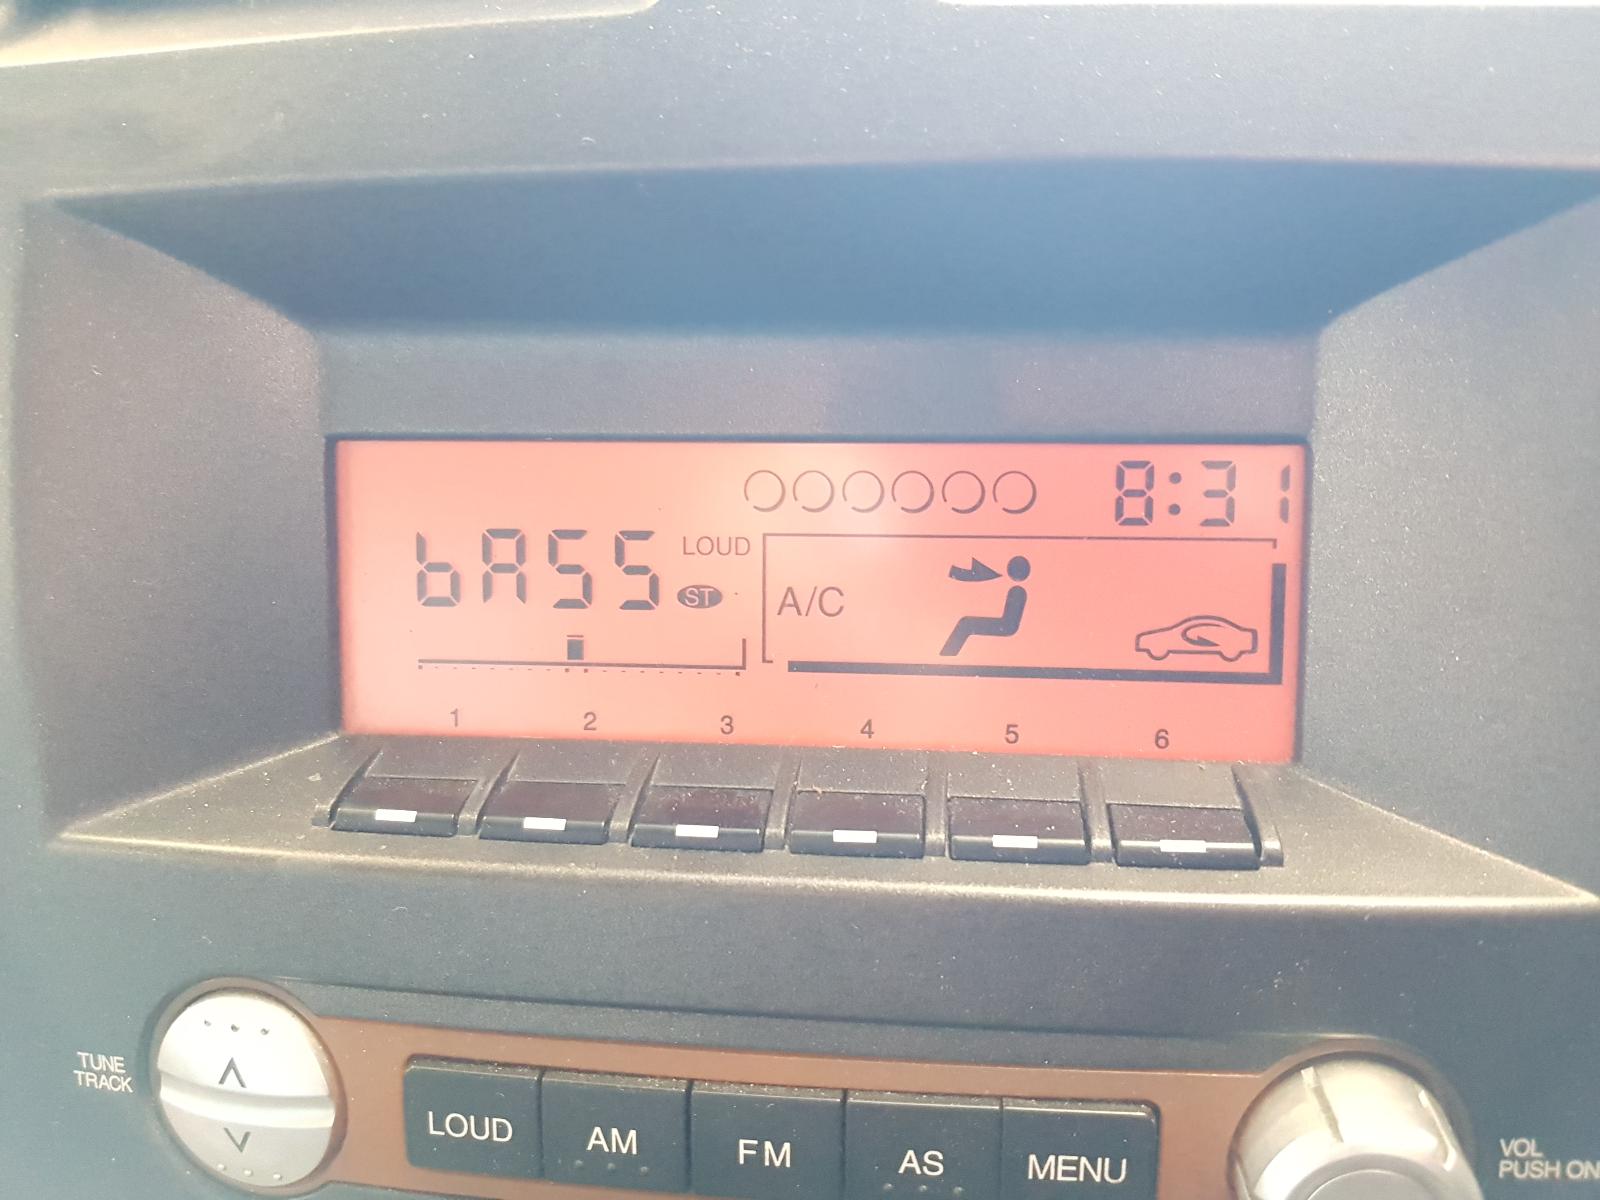 8:31
bASS LOUD
ST
A/C
1 2 3 4 5 6
TUNE
TRACK
LOUD AM FM AS MENU
VOL
PUSH ON